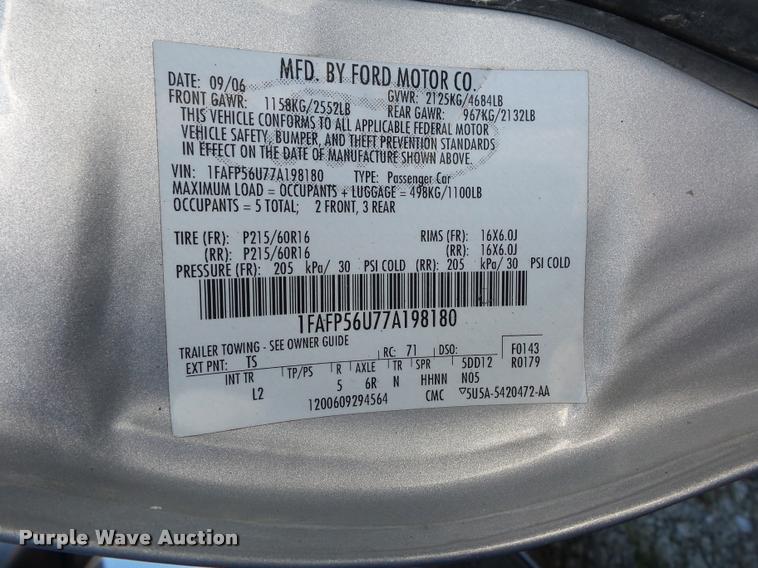 MFD. BY FORD MOTOR CO.
DATE: 09/06 GVWR: 2125KG/4684LB
FRONT GAWR: 1158KG/2552LB REAR GAWR: 967KG/2132LB
THIS VEHICLE CONFORMS TO ALL APPLICABLE FEDERAL MOTOR
VEHICLE SAFETY, BUMPER, AND THEFT PREVENTION STANDARDS
IN EFFECT ON THE DATE OF MANUFACTURE SHOWN ABOVE.
VIN: 1FAFP56U77A198180 TYPE: Passenger Car
MAXIMUM LOAD = OCCUPANTS + LUGGAGE = 498KG/1100LB
OCCUPANTS = 5 TOTAL; 2 FRONT, 3 REAR
TIRE (FR): P215/60R16 RIMS (FR): 16X6.0J
(RR): P215/60R16 (RR): 16X6.0J
PRESSURE (FR): 205 kPa/ 30 PSI COLD (RR): 205 kPa/ 30 PSI COLD
1FAFP56U77A198180
TRAILER TOWING - SEE OWNER GUIDE
EXT PNT: TS RC: 71 DSO: F0143
INT TR TP/PS R AXLE TR SPR 5DD12 R0179
L2 5 6R N HHNN N05
1200609294564 CMC ▽5U5A-5420472-AA
Purple Wave Auction